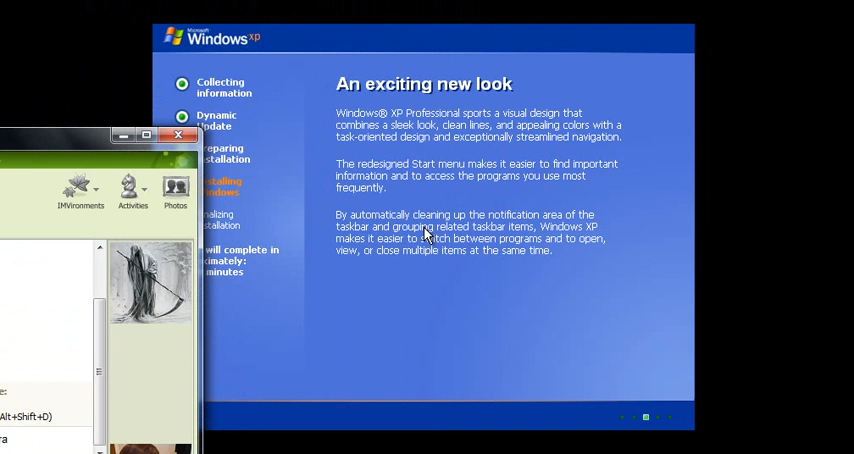 Microsoft
Windows xp
Collecting
information
Dynamic
Update
An exciting new look
Windows® XP Professional sports a visual design that
combines a sleek look, clean lines, and appealing colors with a
task-oriented design and exceptionally streamlined navigation.
The redesigned Start menu makes it easier to find important
information and to access the programs you use most
frequently.
By automatically cleaning up the notification area of the
taskbar and grouping related taskbar items, Windows XP
makes it easier to switch between programs and to open,
view, or close multiple items at the same time.
reparing
stallation
stalling
indows
nalizing
stallation
will complete in
ximately:
minutes
IMVironments
Activities
Photos
e:
Alt+Shift+D)
ra